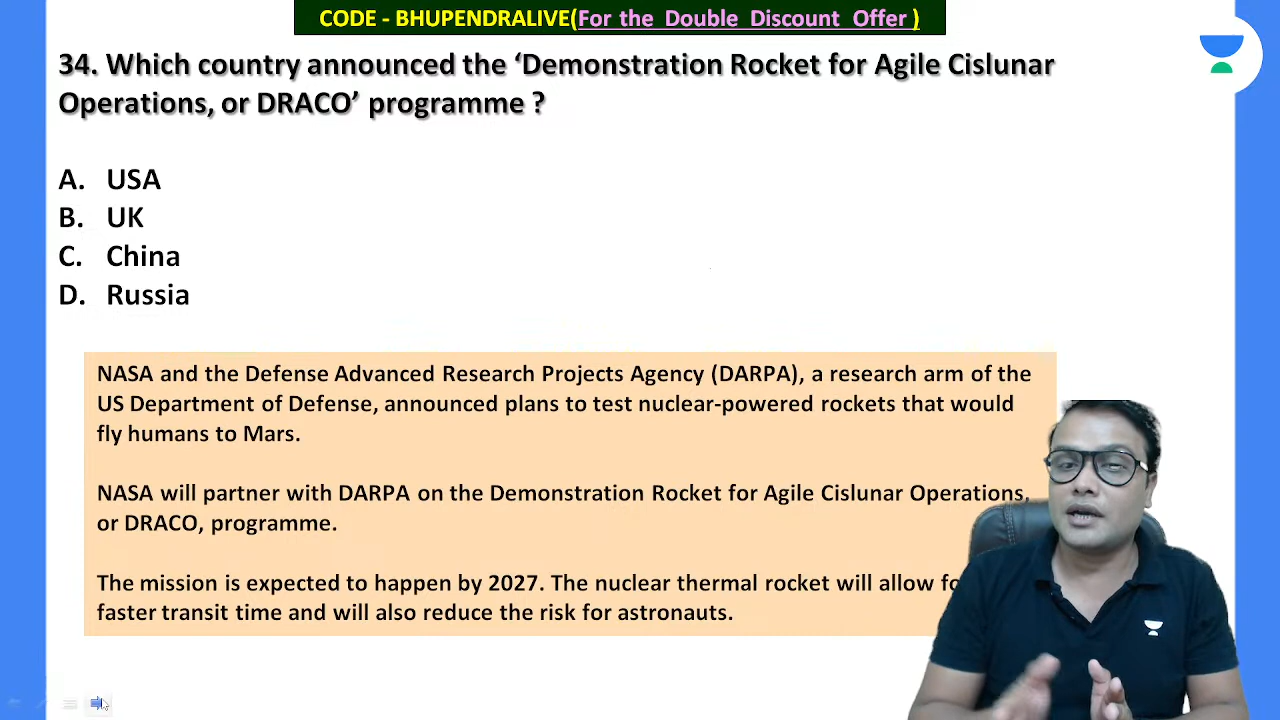 CODE - BHUPENDRALIVE(For the Double Discount Offer )
34. Which country announced the ‘Demonstration Rocket for Agile Cislunar
Operations, or DRACO’ programme ?
A. USA
B. UK
C. China
D. Russia
NASA and the Defense Advanced Research Projects Agency (DARPA), a research arm of the
US Department of Defense, announced plans to test nuclear-powered rockets that would
fly humans to Mars.
NASA will partner with DARPA on the Demonstration Rocket for Agile Cislunar Operations,
or DRACO, programme.
The mission is expected to happen by 2027. The nuclear thermal rocket will allow
faster transit time and will also reduce the risk for astronauts.